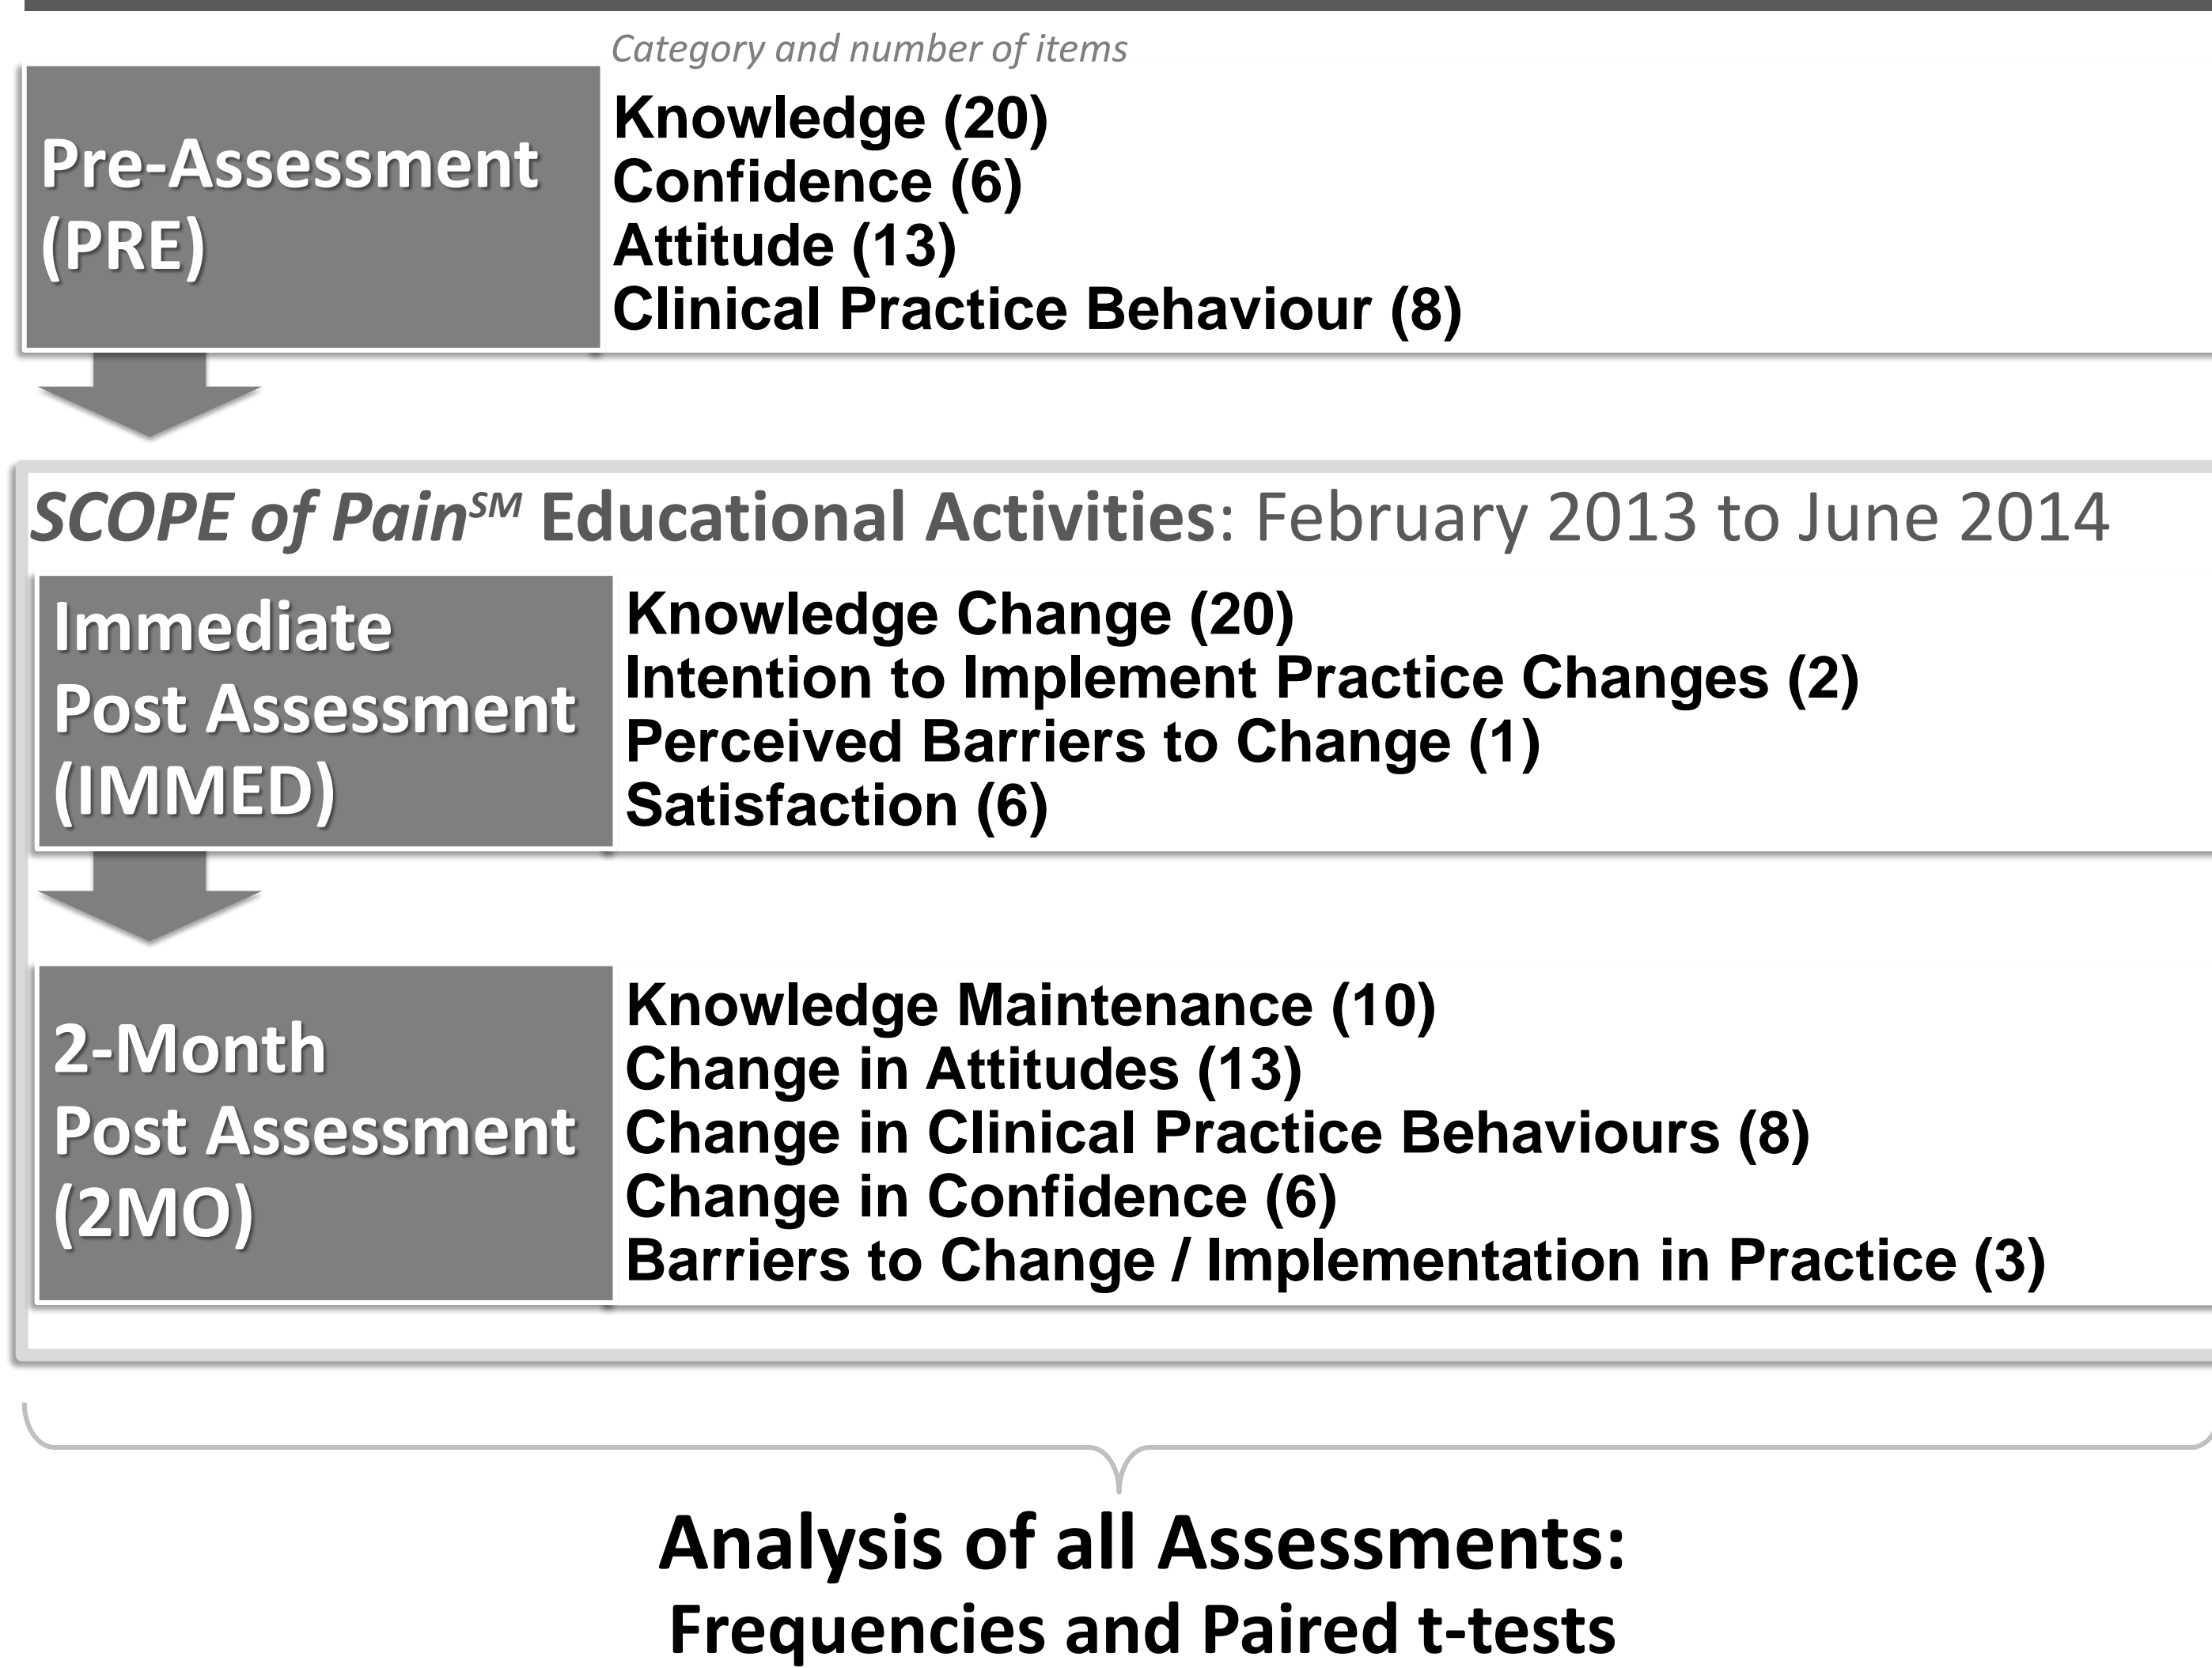 Category and number of items
Pre-Assessment
(PRE)
Knowledge (20)
Confidence (6)
Attitude (13)
Clinical Practice Behaviour (8)
SCOPE of Pain℠ Educational Activities: February 2013 to June 2014
Immediate
Post Assessment
(IMMED)
Knowledge Change (20)
Intention to Implement Practice Changes (2)
Perceived Barriers to Change (1)
Satisfaction (6)
2-Month
Post Assessment
(2MO)
Knowledge Maintenance (10)
Change in Attitudes (13)
Change in Clinical Practice Behaviours (8)
Change in Confidence (6)
Barriers to Change / Implementation in Practice (3)
Analysis of all Assessments:
Frequencies and Paired t-tests